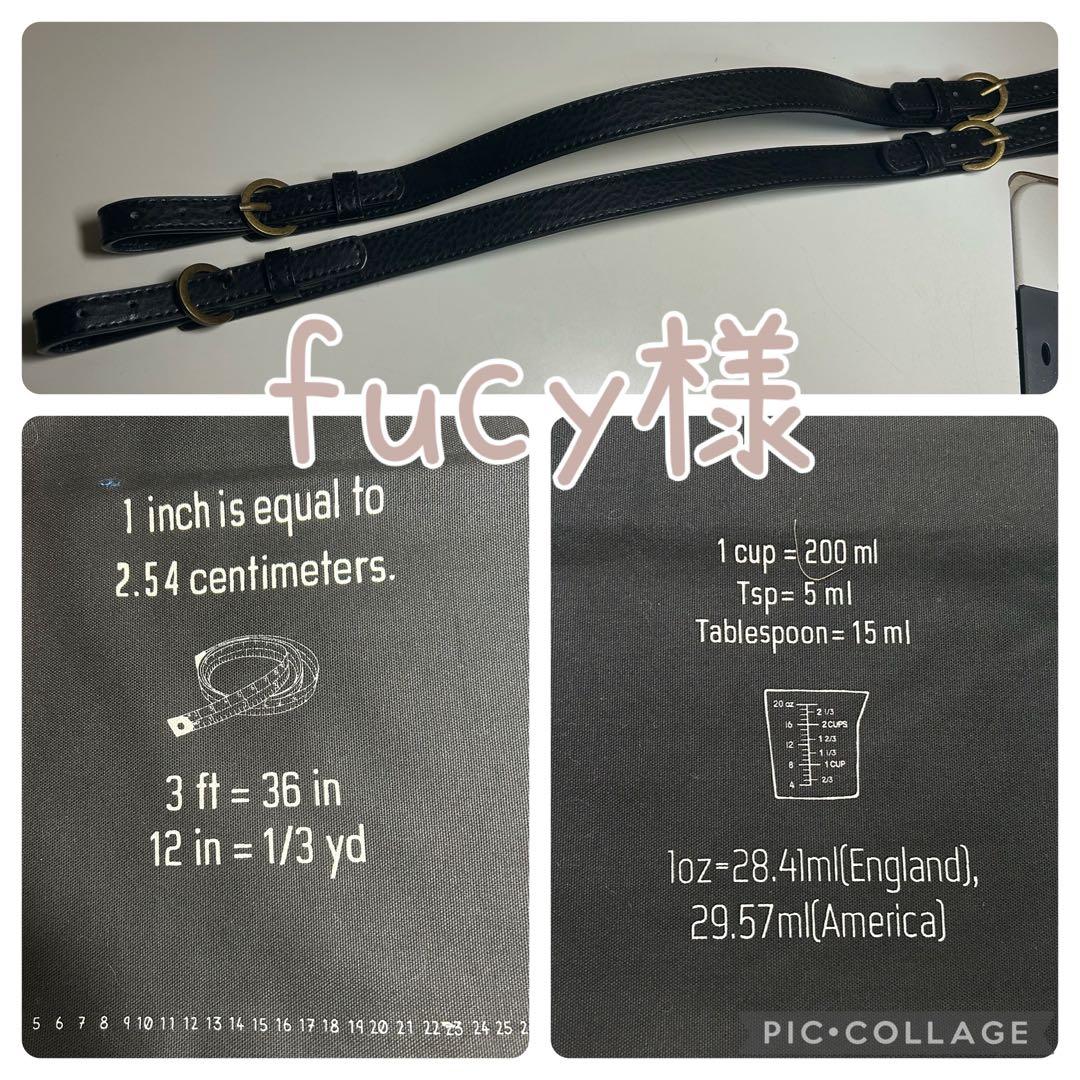 fucy様
1 inch is equal to
2.54 centimeters.
3 ft = 36 in
12 in = 1/3 yd
5 6 7 8 9 10 11 12 13 14 15 16 17 18 19 20 21 22 23 24 25
1 cup = 200 ml
Tsp= 5 ml
Tablespoon= 15 ml
20 oz
2 1/3
16 2 CUPS
1 2/3
12
1 1/3
8 1 CUP
2/3
4
1oz=28.41ml(England),
29.57ml(America)
PIC•COLLAGE